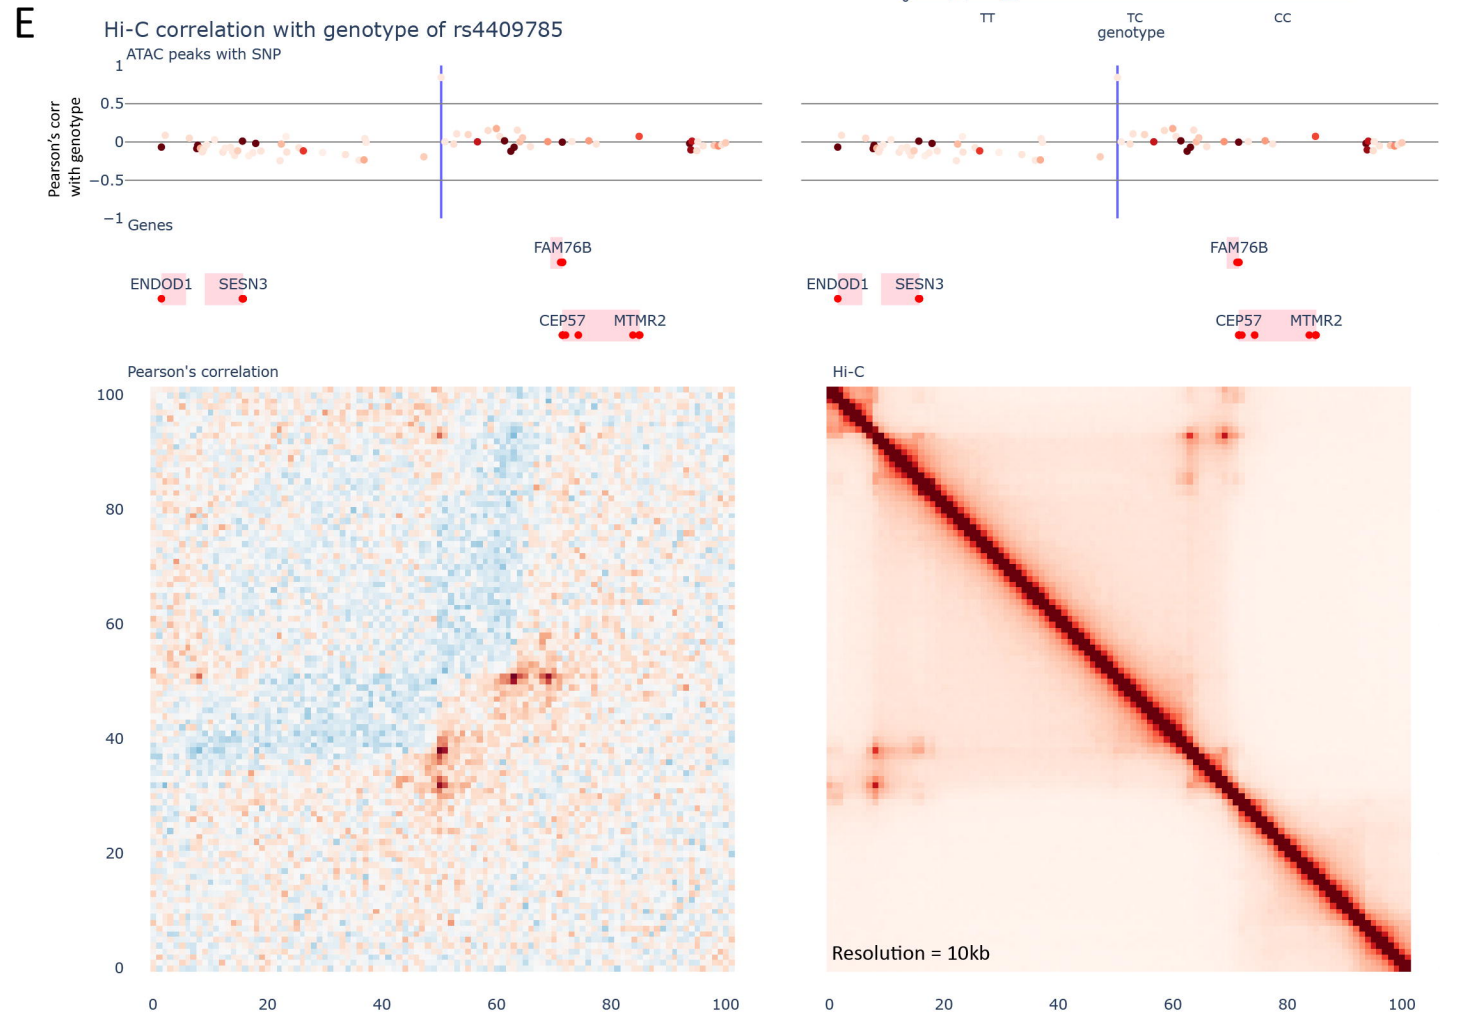 E
Hi-C correlation with genotype of rs4409785
TT
TC
CC
genotype
ATAC peaks with SNP
Pearson's corr
with genotype
1
0.5
0
−0.5
−1
Genes
FAM76B
FAM76B
ENDOD1
SESN3
ENDOD1
SESN3
CEP57
MTMR2
CEP57
MTMR2
Pearson's correlation
Hi-C
100
80
60
40
20
0
Resolution = 10kb
0
20
40
60
80
100
0
20
40
60
80
100